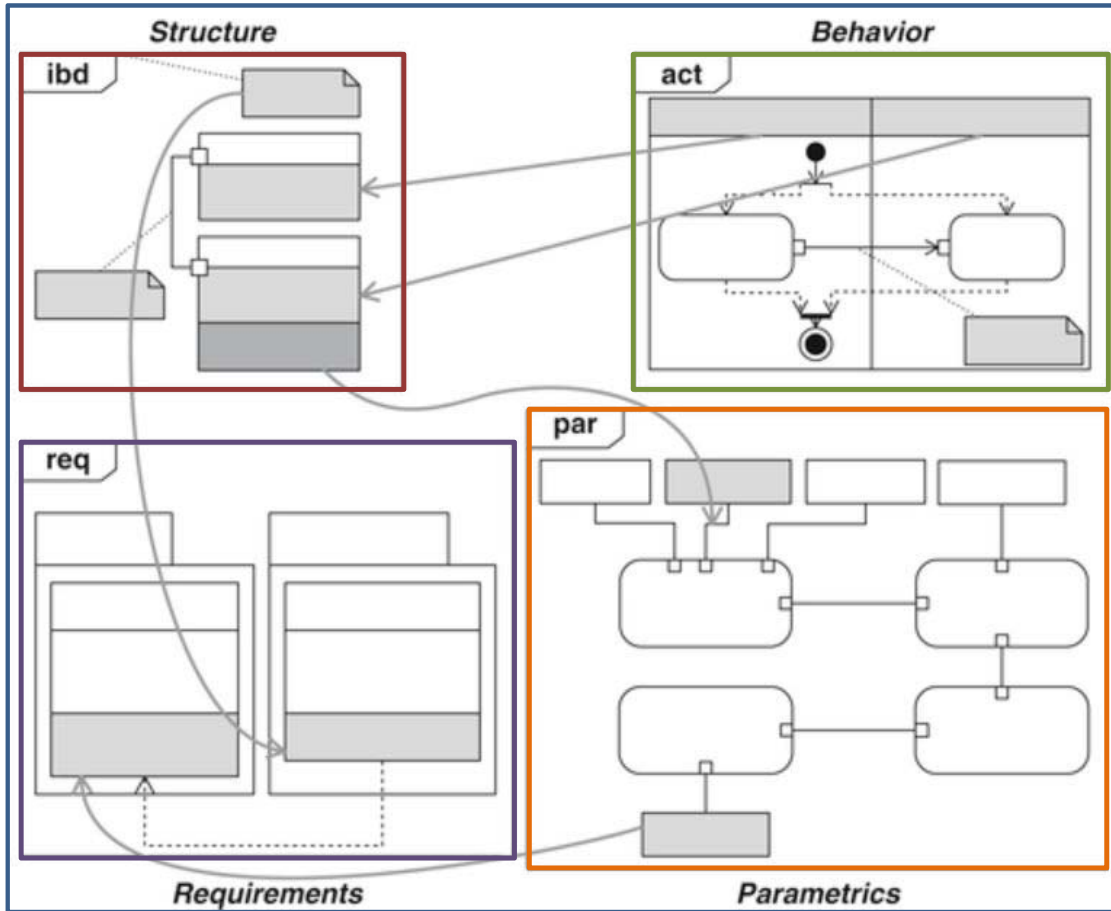 Structure
Behavior
ibd
act
req
par
Requirements
Parametrics